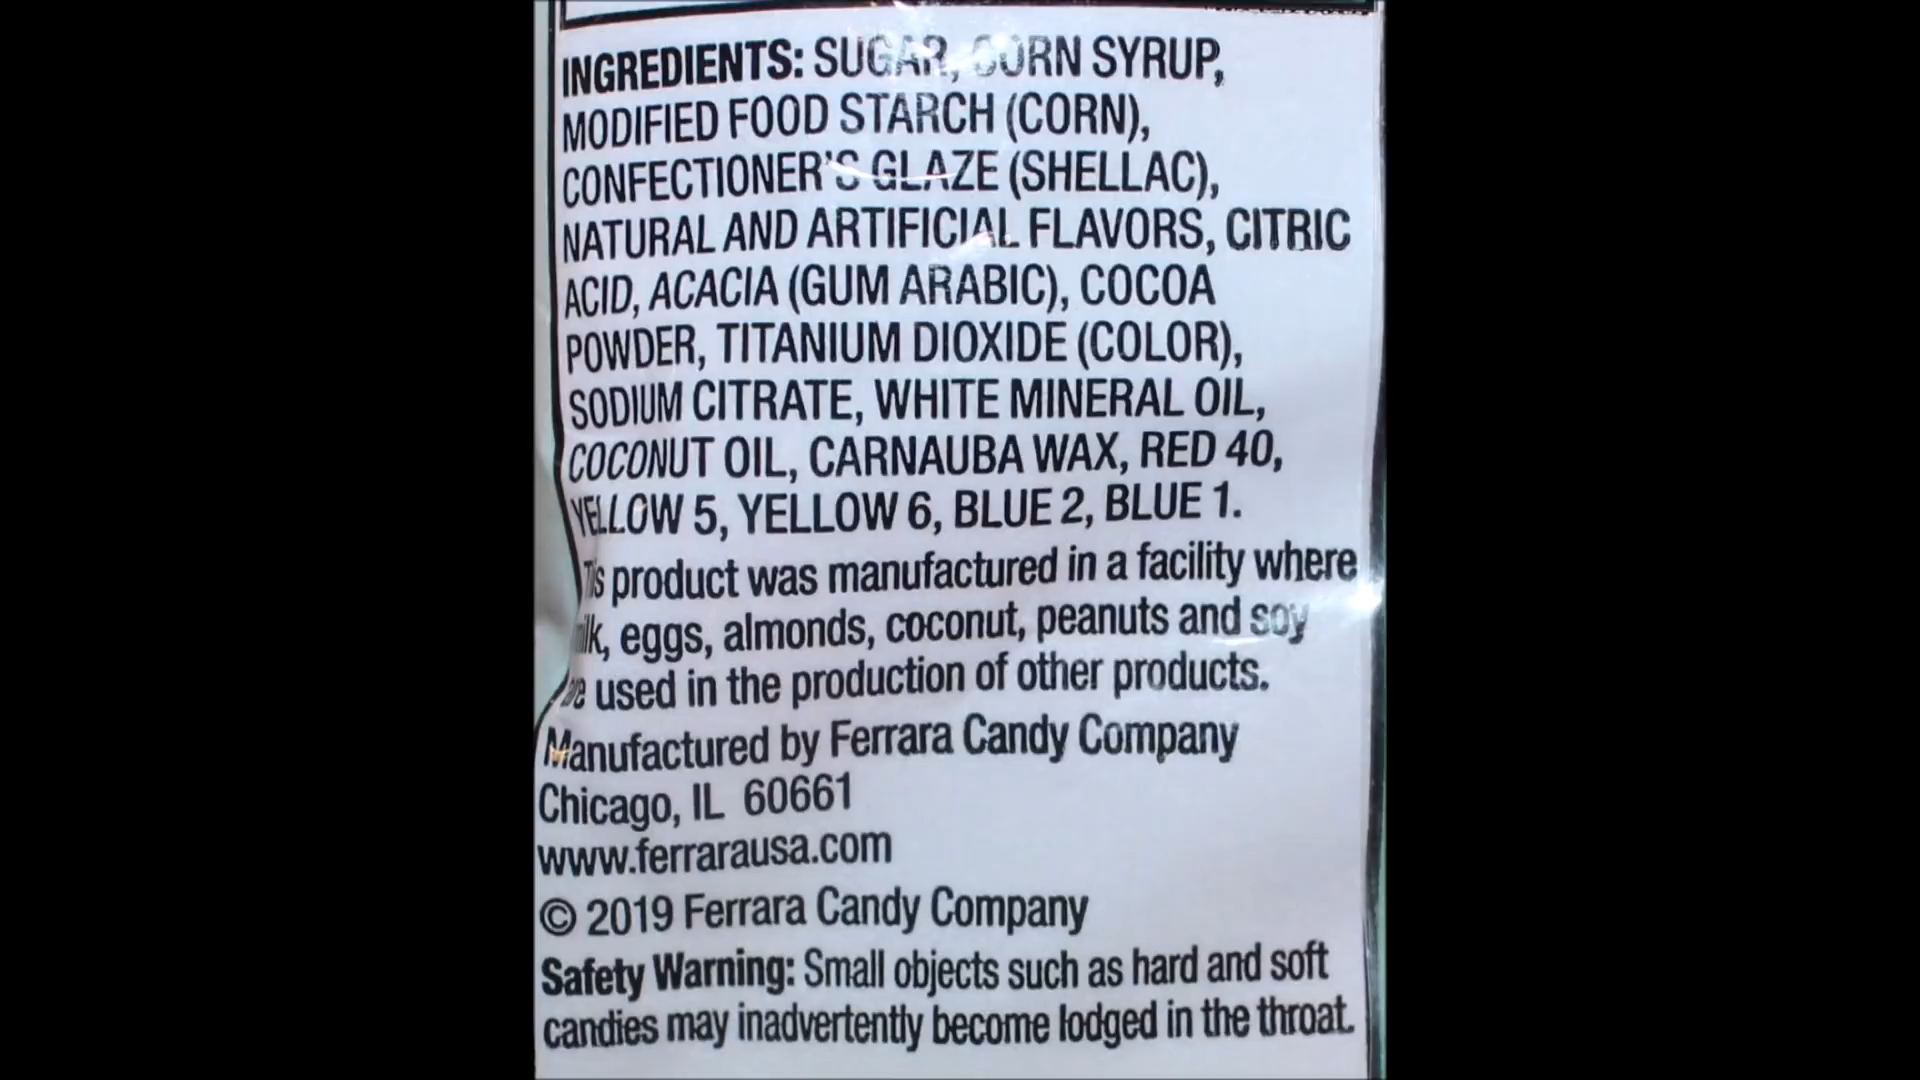 INGREDIENTS: SUGAR, CORN SYRUP,
MODIFIED FOOD STARCH (CORN),
CONFECTIONER'S GLAZE (SHELLAC),
NATURAL AND ARTIFICIAL FLAVORS, CITRIC
ACID, ACACIA (GUM ARABIC), COCOA
POWDER, TITANIUM DIOXIDE (COLOR),
SODIUM CITRATE, WHITE MINERAL OIL,
COCONUT OIL, CARNAUBA WAX, RED 40,
YELLOW 5, YELLOW 6, BLUE 2, BLUE 1.
This product was manufactured in a facility where
milk, eggs, almonds, coconut, peanuts and soy
are used in the production of other products.
Manufactured by Ferrara Candy Company
Chicago, IL 60661
www.ferrarausa.com
© 2019 Ferrara Candy Company
Safety Warning: Small objects such as hard and soft
candies may inadvertently become lodged in the throat.